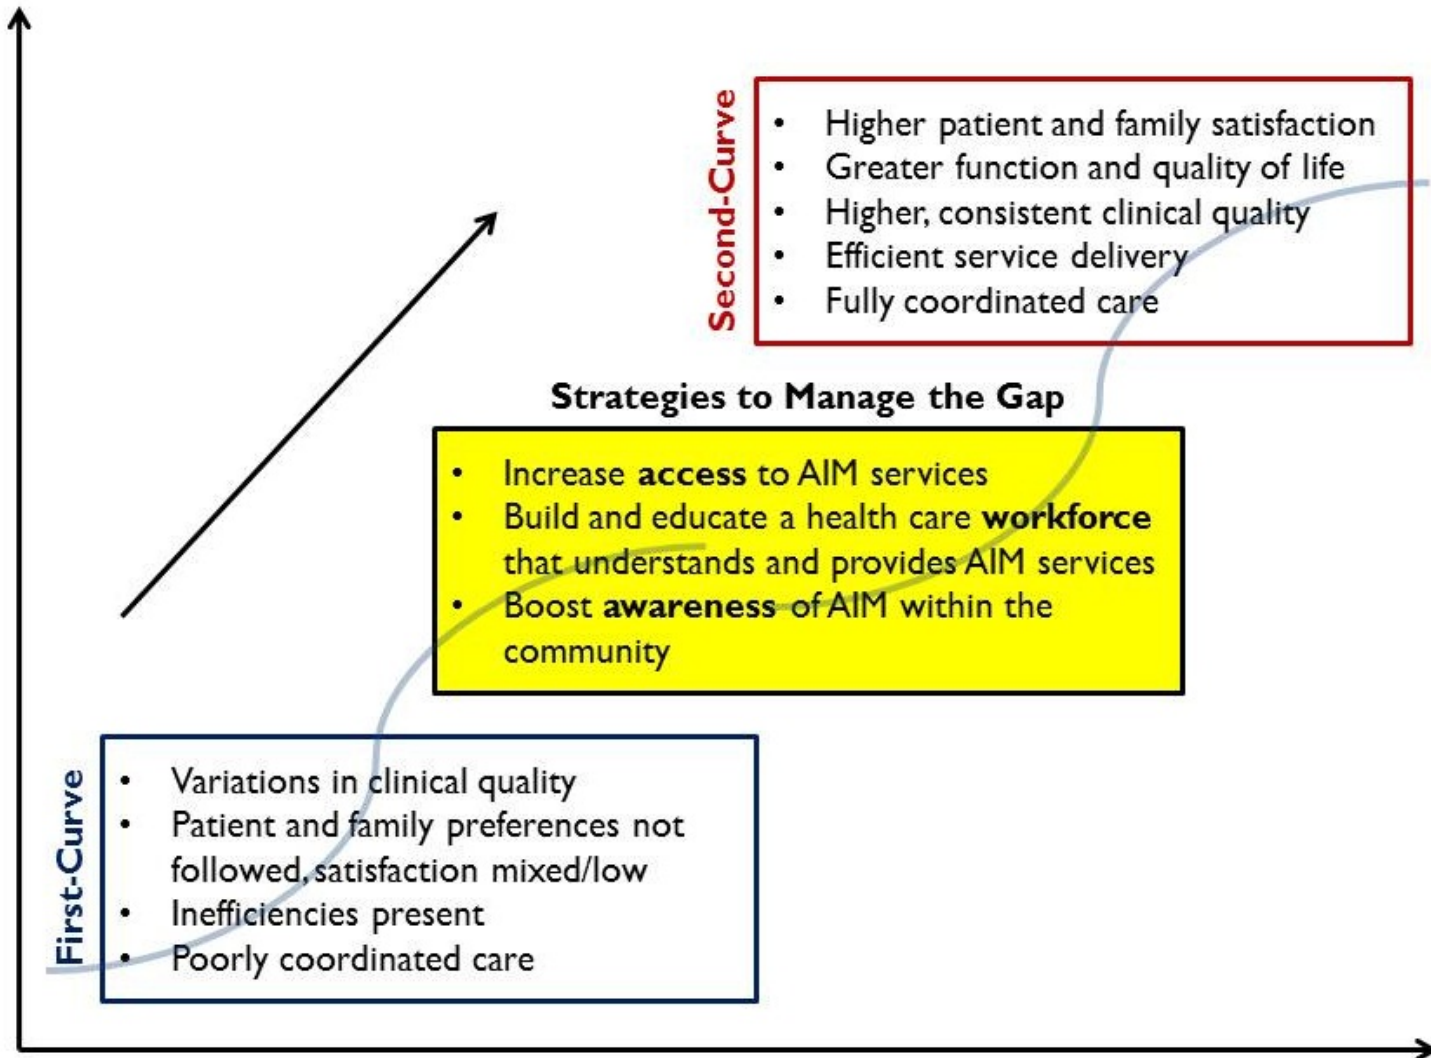 Second-Curve
• Higher patient and family satisfaction
• Greater function and quality of life
• Higher, consistent clinical quality
• Efficient service delivery
• Fully coordinated care
Strategies to Manage the Gap
• Increase access to AIM services
• Build and educate a health care workforce
that understands and provides AIM services
• Boost awareness of AIM within the
community
First-Curve
• Variations in clinical quality
• Patient and family preferences not
followed, satisfaction mixed/low
• Inefficiencies present
• Poorly coordinated care